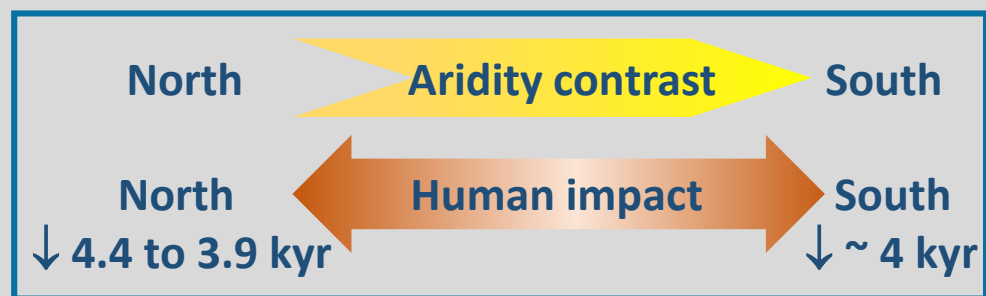 North Aridity contrast South
North Human impact South
↓ 4.4 to 3.9 kyr ↓ ~ 4 kyr